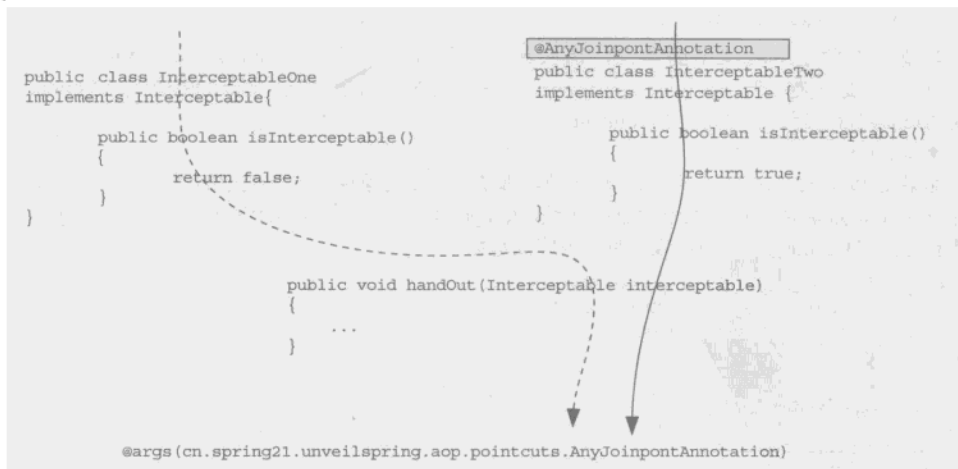 @AnyJoinpontAnnotation
public class InterceptableOne
implements Interceptable{
public boolean isInterceptable()
{
return false;
}
}
public class InterceptableTwo
implements Interceptable {
public boolean isInterceptable()
{
return true;
}
}
public void handOut(Interceptable interceptable)
{
...
}
@args(cn.spring21.unveilspring.aop.pointcuts.AnyJoinpontAnnotation)